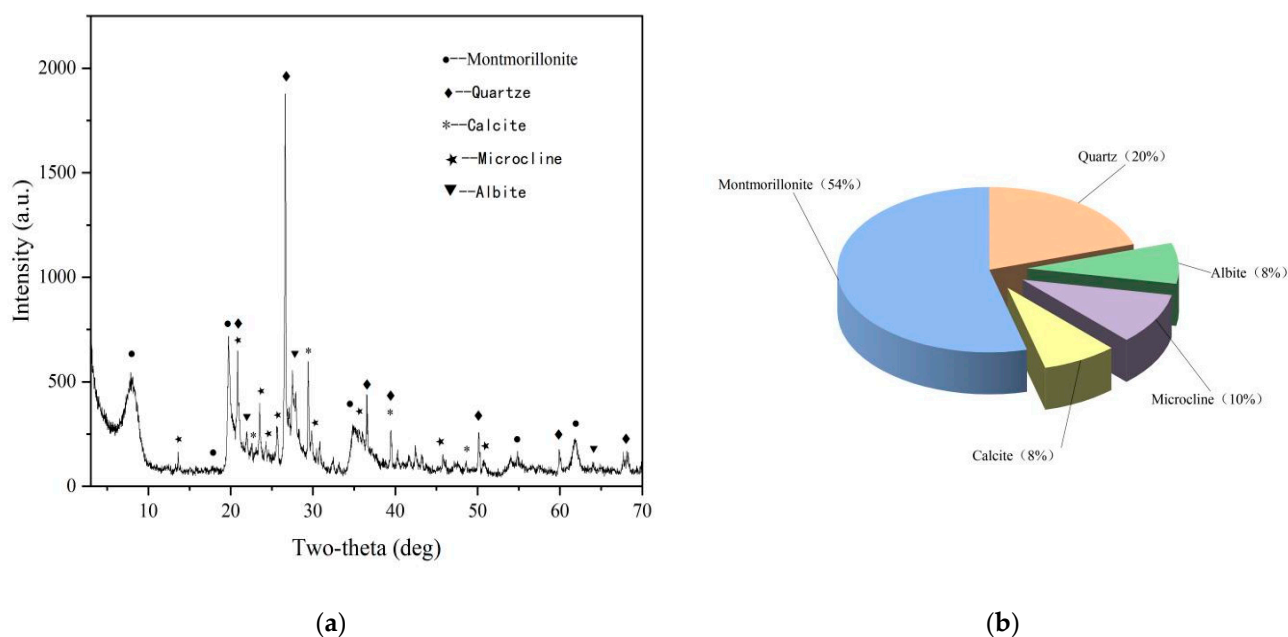 2000
1500
1000
500
0
Intensity (a.u.)
●--Montmorillonite
♦--Quartze
*--Calcite
★--Microcline
▼--Albite
10 20 30 40 50 60 70
Two-theta (deg)
(a)
Quartz（20%）
Montmorillonite（54%）
Albite（8%）
Microcline（10%）
Calcite（8%）
(b)